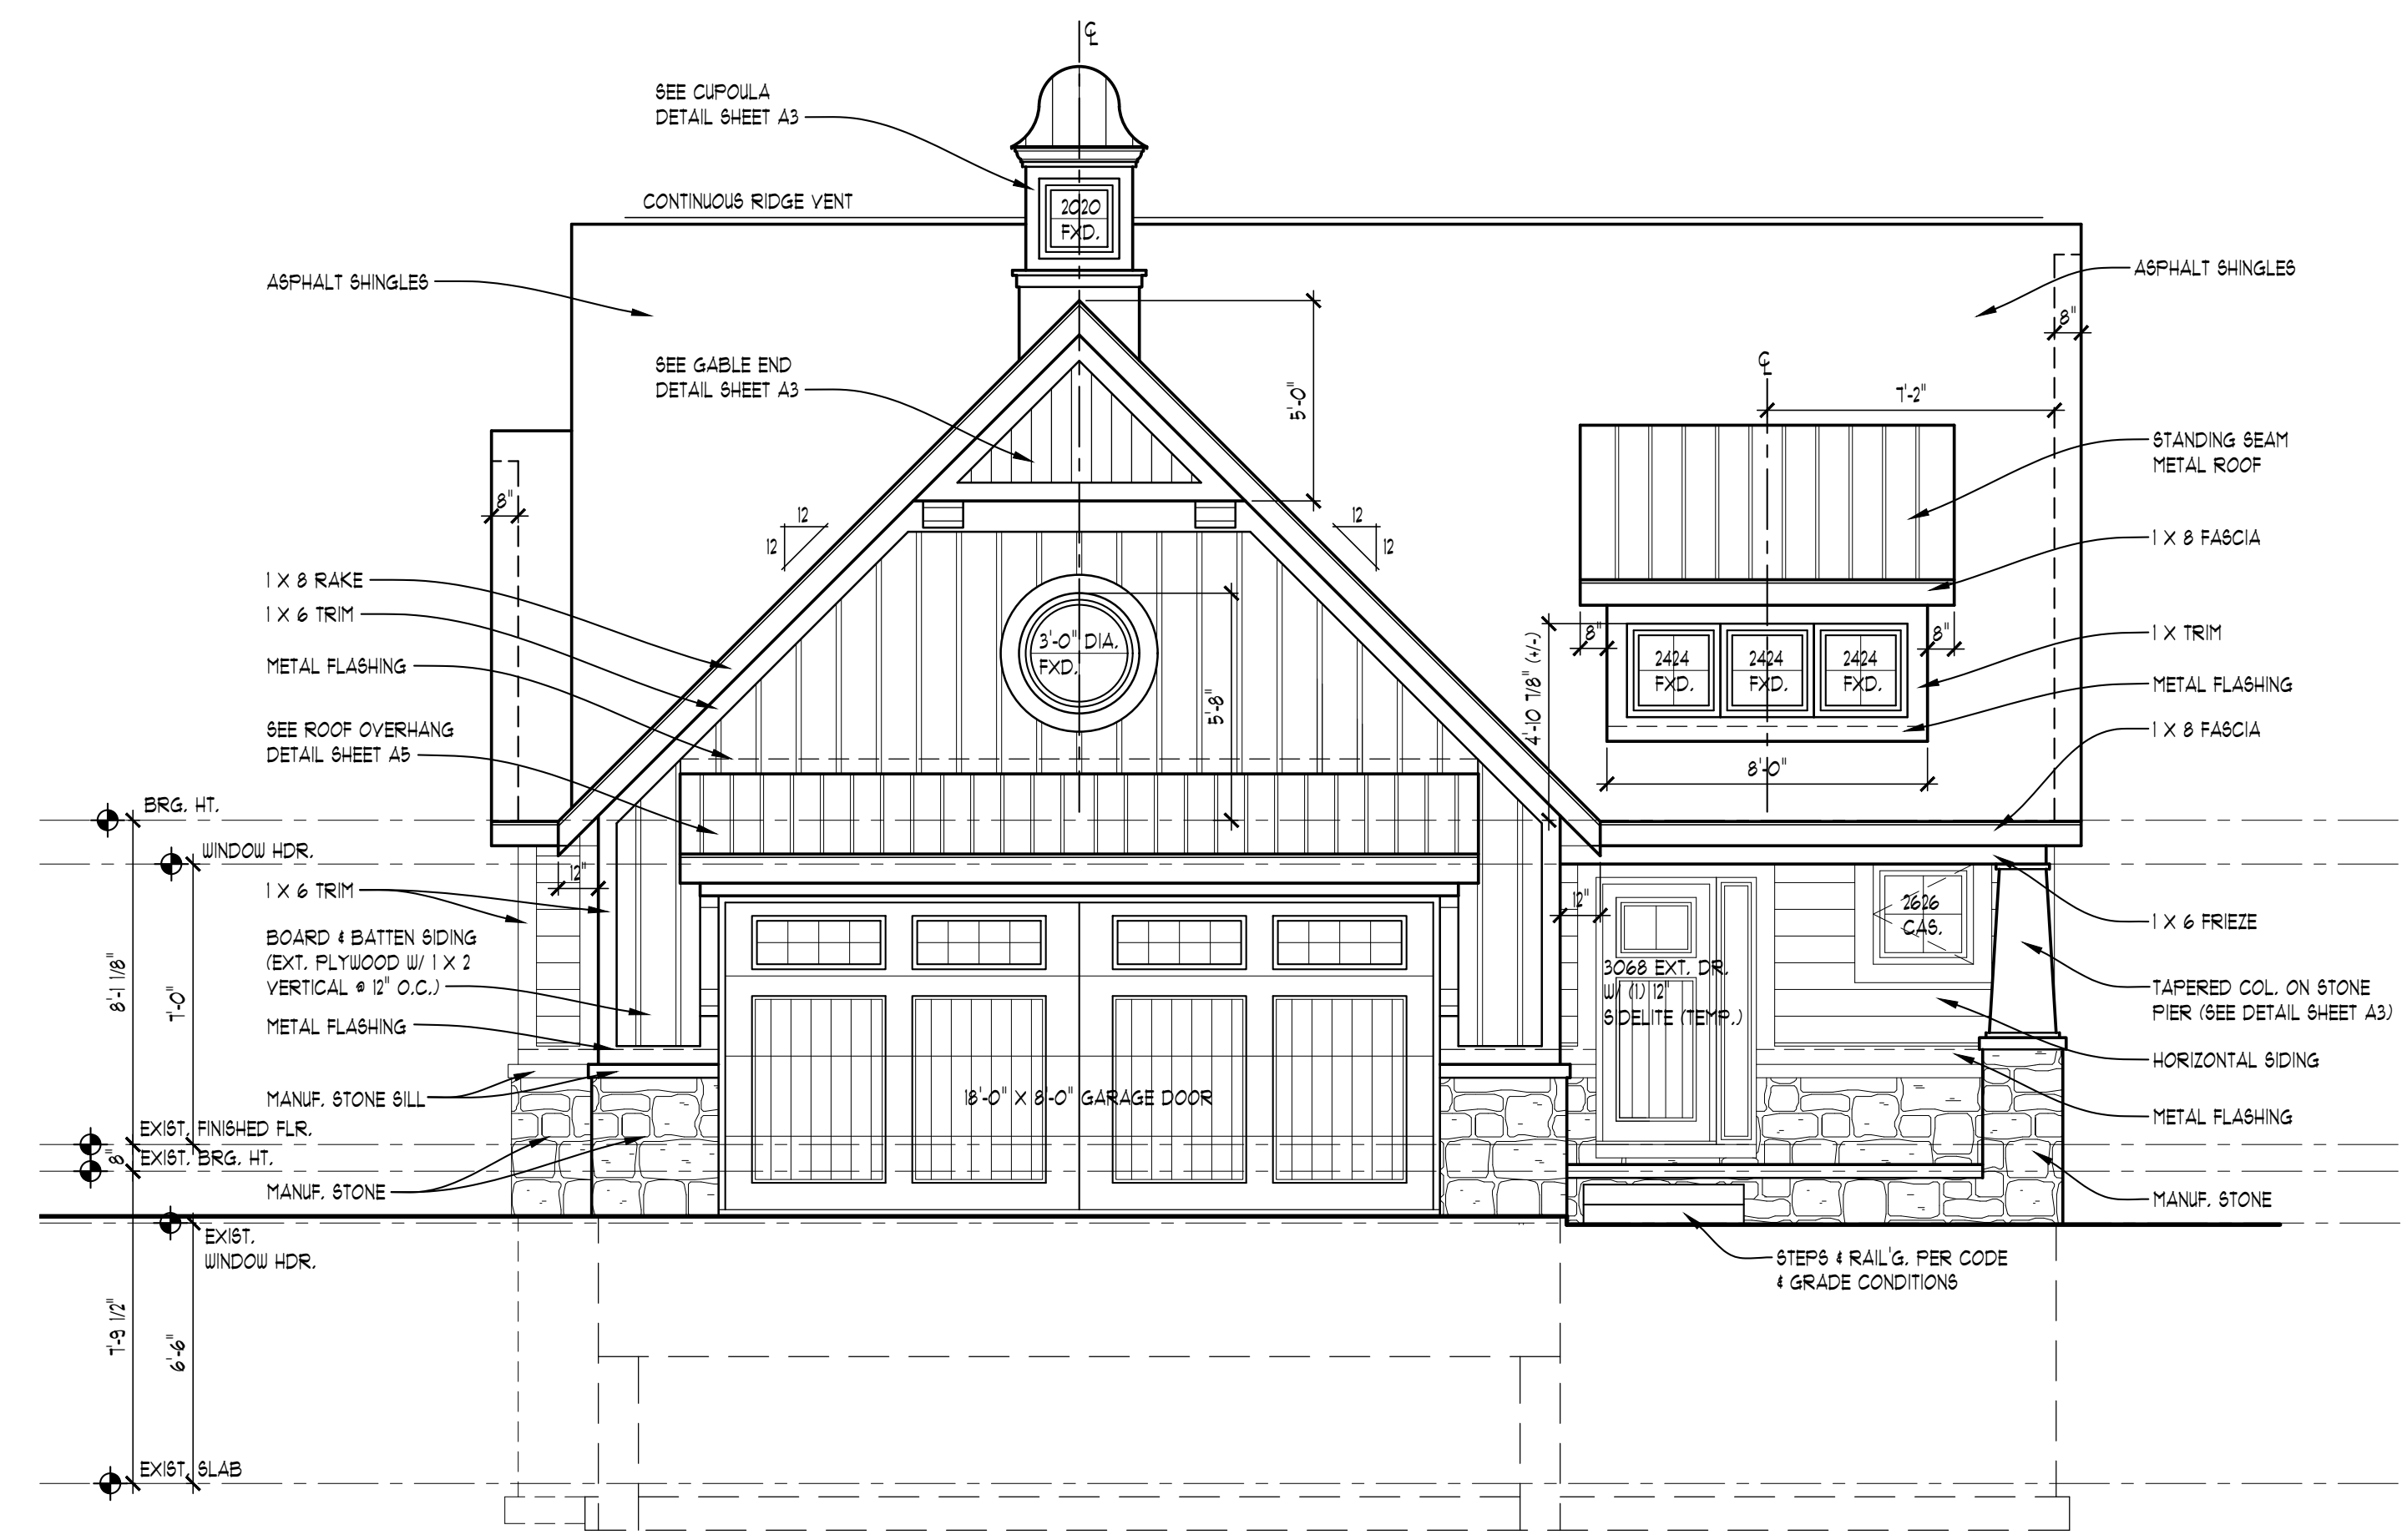 ℄
SEE CUPOULA
DETAIL SHEET A3
CONTINUOUS RIDGE VENT
2020
FXD.
ASPHALT SHINGLES
ASPHALT SHINGLES
8"
SEE GABLE END
DETAIL SHEET A3
5'-0"
℄
7'-2"
STANDING SEAM
METAL ROOF
8"
12
12
12
12
1 X 8 FASCIA
1 X 8 RAKE
1 X 6 TRIM
METAL FLASHING
SEE ROOF OVERHANG
DETAIL SHEET A5
3'-0" DIA.
FXD.
5'-8"
4'-10 7/8" (+/-)
8"
8"
2424
FXD.
2424
FXD.
2424
FXD.
1 X TRIM
METAL FLASHING
1 X 8 FASCIA
8'-0"
BRG. HT.
WINDOW HDR.
1 X 6 TRIM
12"
12"
BOARD & BATTEN SIDING
(EXT. PLYWOOD W/ 1 X 2
VERTICAL @ 12" O.C.)
METAL FLASHING
8'-1 1/8"
7'-0"
2626
CAS.
1 X 6 FRIEZE
3068 EXT. DR.
W/ (1) 12"
SIDELITE (TEMP.)
TAPERED COL. ON STONE
PIER (SEE DETAIL SHEET A3)
HORIZONTAL SIDING
MANUF. STONE SILL
18'-0" X 8'-0" GARAGE DOOR
METAL FLASHING
EXIST. FINISHED FLR.
8"
EXIST. BRG. HT.
MANUF. STONE
MANUF. STONE
EXIST.
WINDOW HDR.
STEPS & RAIL'G. PER CODE
& GRADE CONDITIONS
7'-9 1/2"
6'-6"
EXIST. SLAB